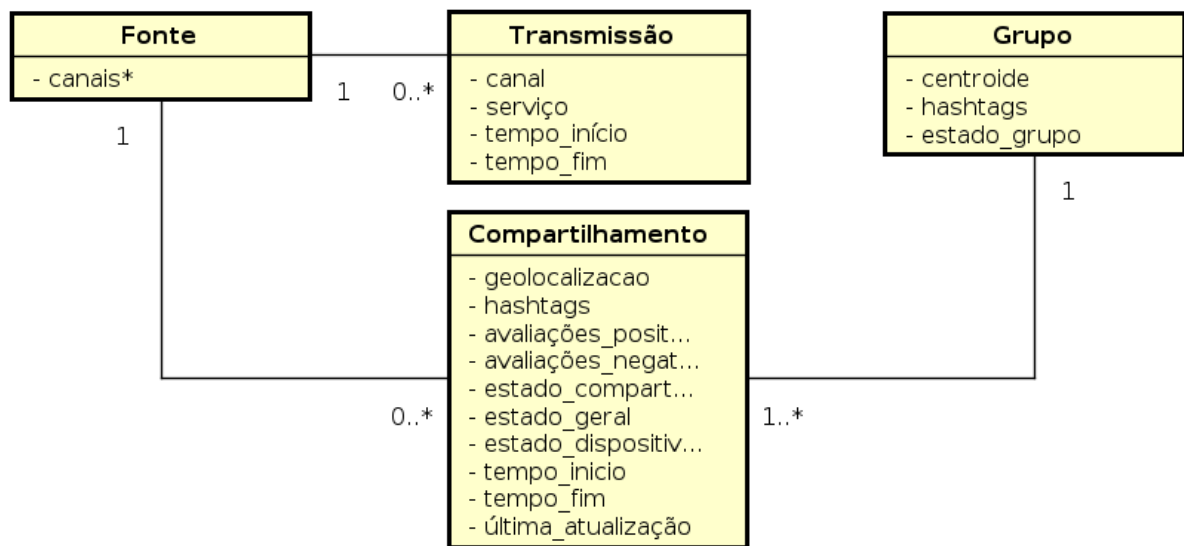 Fonte
- canais*
1
0..*
Transmissão
- canal
- serviço
- tempo_início
- tempo_fim
Grupo
- centroide
- hashtags
- estado_grupo
1
1
Compartilhamento
- geolocalizacao
- hashtags
- avaliações_posit...
- avaliações_negat...
- estado_compart...
- estado_geral
- estado_dispositiv...
- tempo_inicio
- tempo_fim
- última_atualização
0..*
1..*